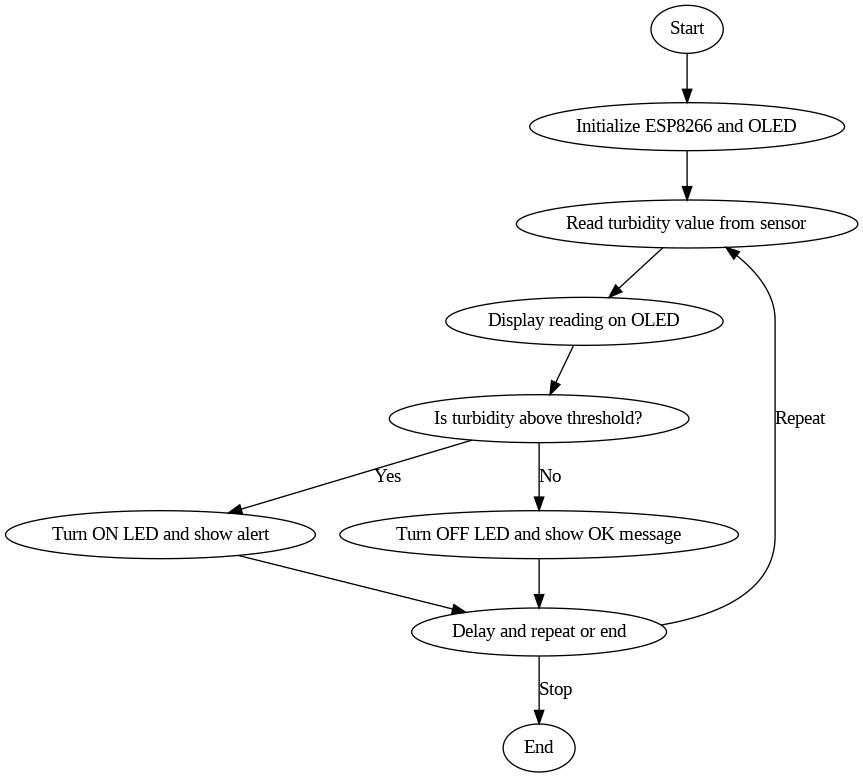 Start
Initialize ESP8266 and OLED
Read turbidity value from sensor
Display reading on OLED
Is turbidity above threshold?
Repeat
Yes
No
Turn ON LED and show alert
Turn OFF LED and show OK message
Delay and repeat or end
Stop
End